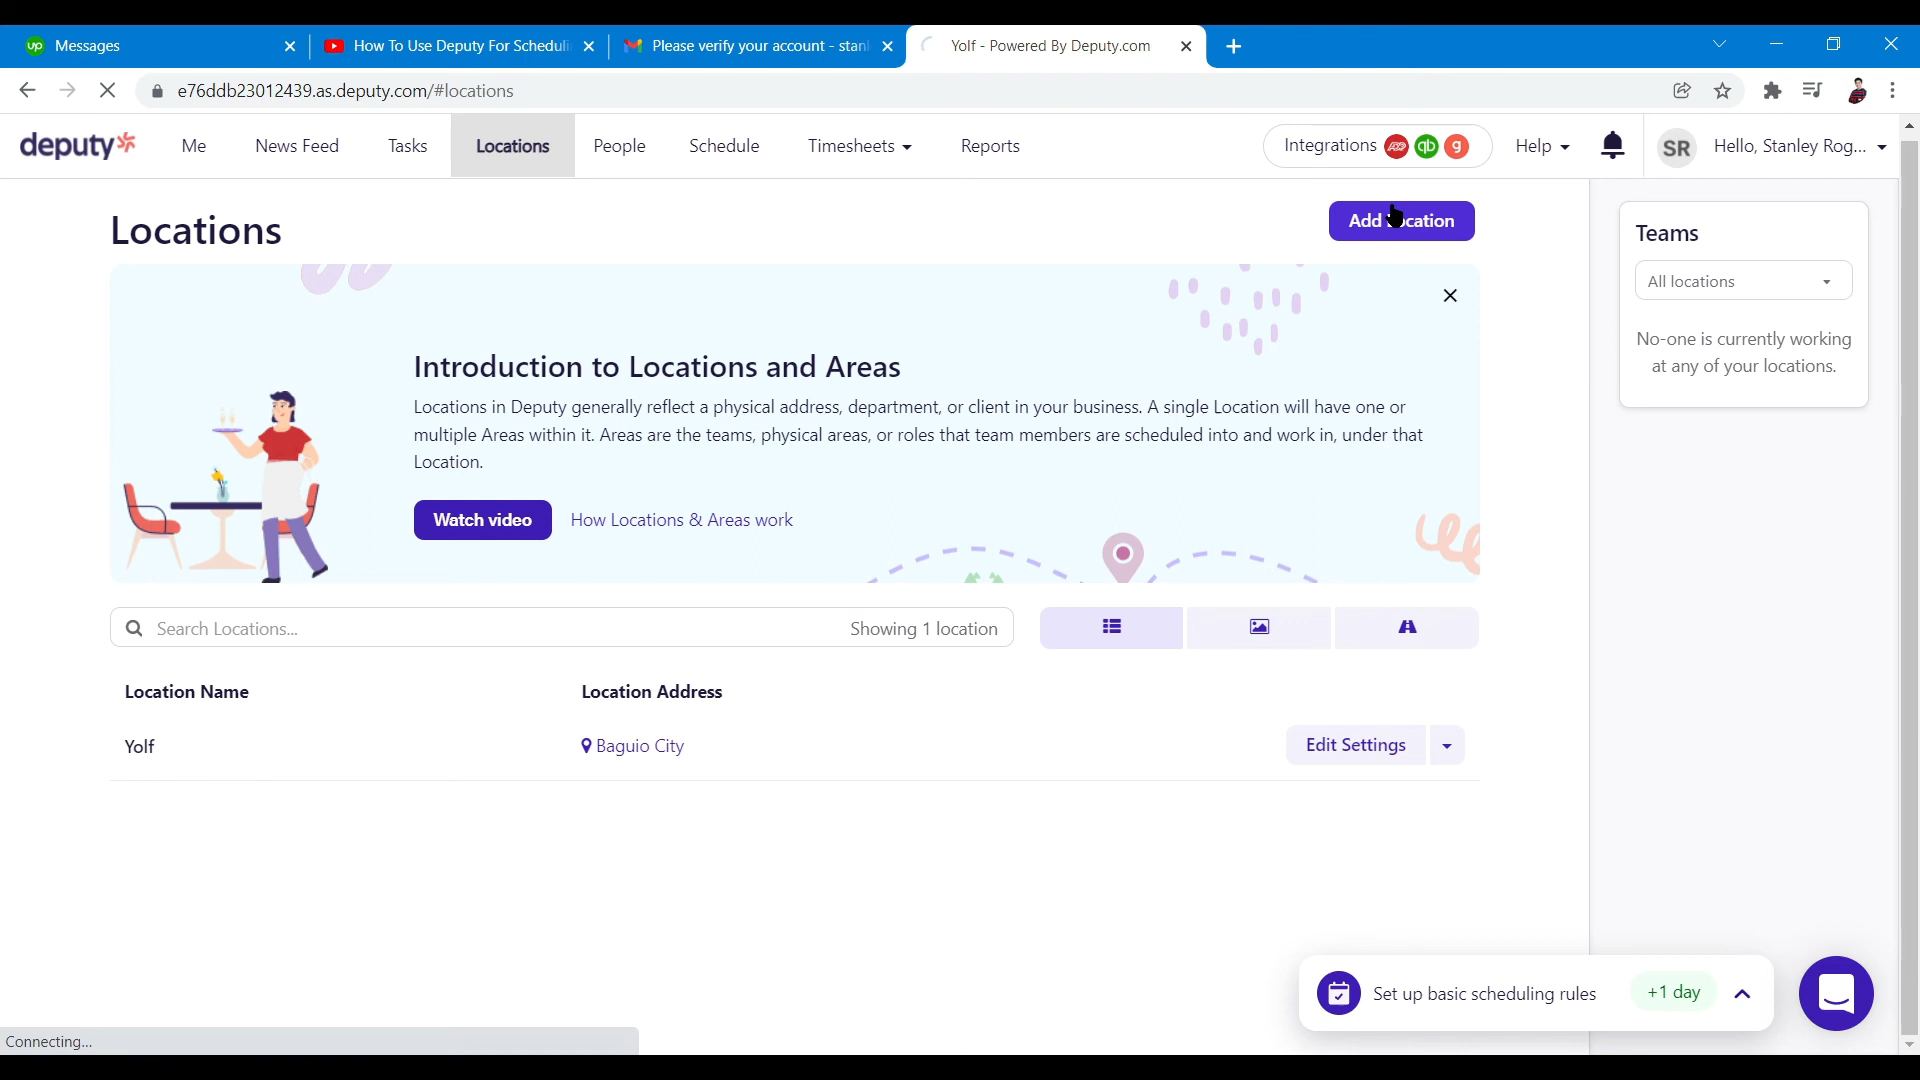 Messages
How To Use Deputy For Scheduli
Please verify your account - stanl
Yolf - Powered By Deputy.com
e76ddb23012439.as.deputy.com/#locations
deputy
Me
News Feed
Tasks
Locations
People
Schedule
Timesheets
Reports
Integrations
ADP
qb
g
Help
SR
Hello, Stanley Rog...
Locations
Add Location
Teams
All locations
No-one is currently working
at any of your locations.
Introduction to Locations and Areas
Locations in Deputy generally reflect a physical address, department, or client in your business. A single Location will have one or
multiple Areas within it. Areas are the teams, physical areas, or roles that team members are scheduled into and work in, under that
Location.
Watch video
How Locations & Areas work
Search Locations...
Showing 1 location
Location Name
Location Address
Yolf
Baguio City
Edit Settings
Set up basic scheduling rules
+1 day
Connecting...